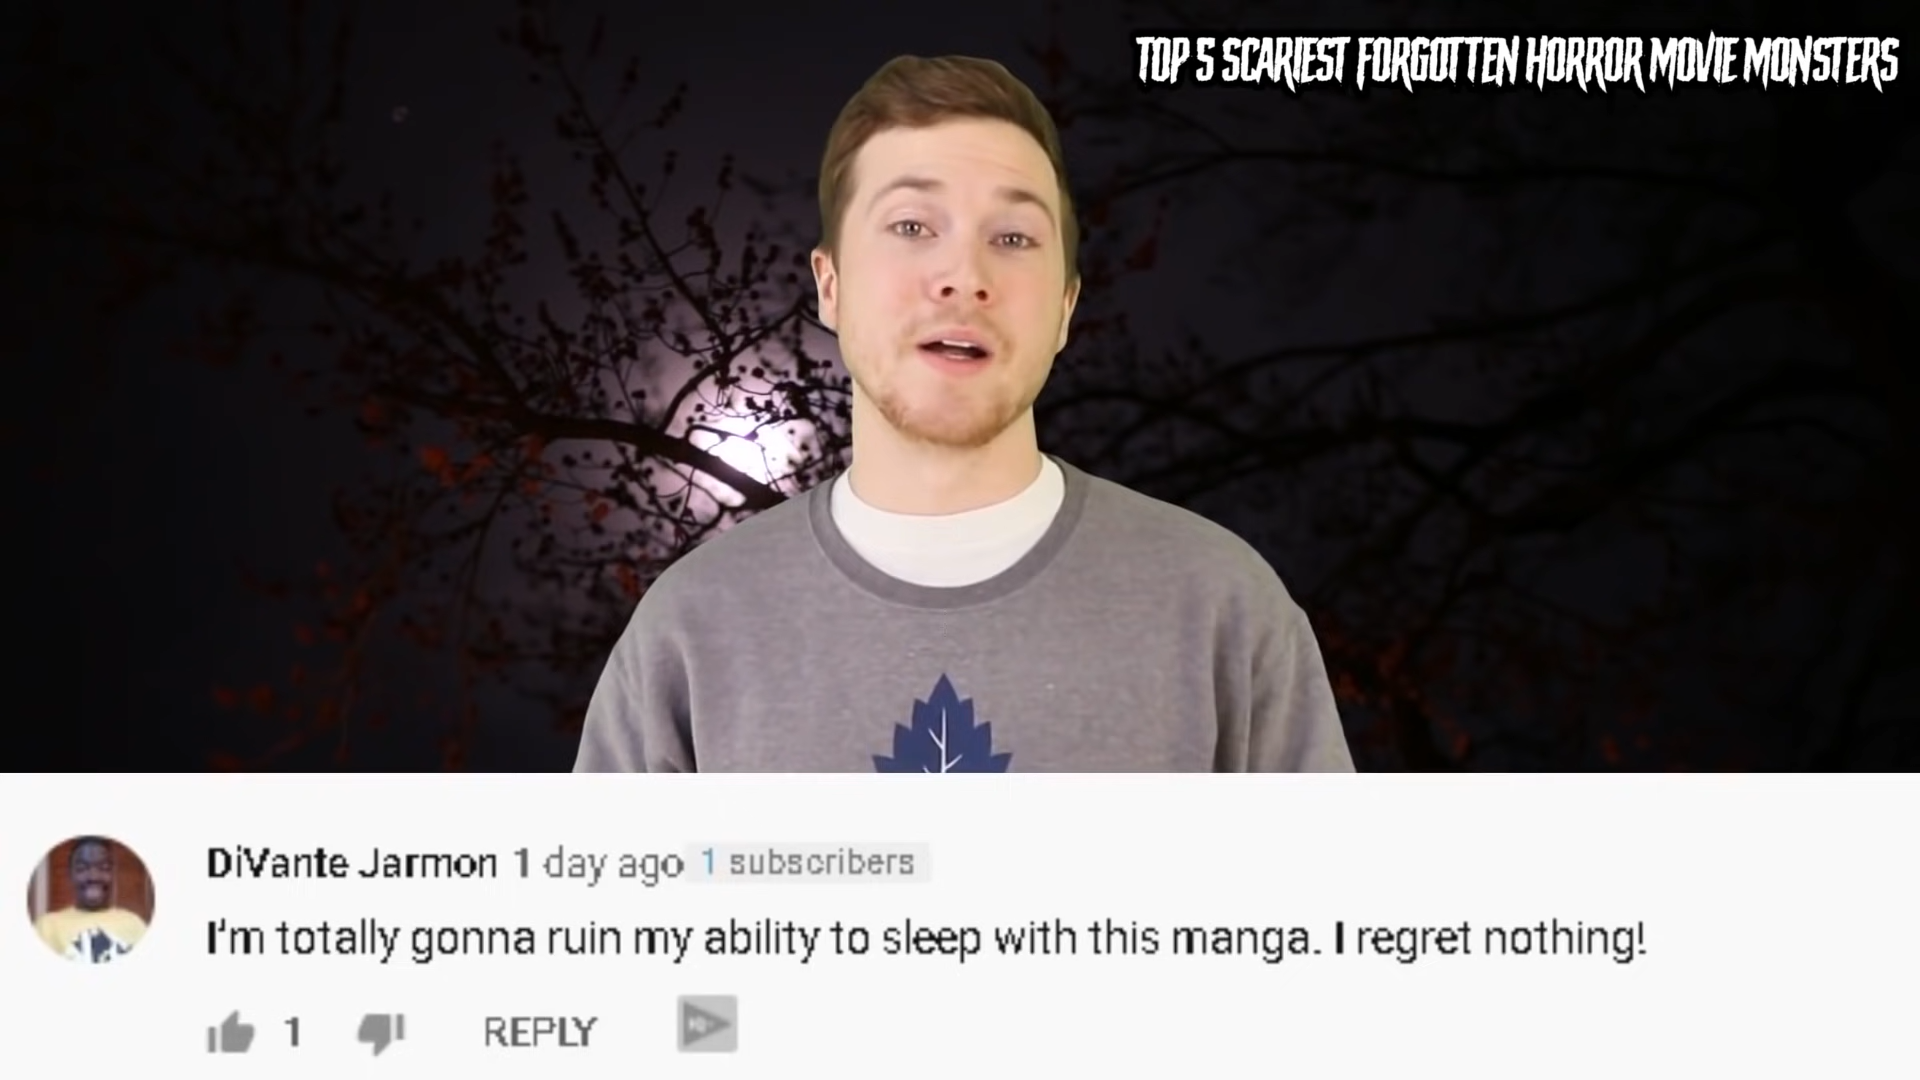 TOP 5 SCARIEST FORGOTTEN HORROR MOVIE MONSTERS
DiVante Jarmon 1 day ago 1 subscribers
I'm totally gonna ruin my ability to sleep with this manga. I regret nothing!
1 REPLY